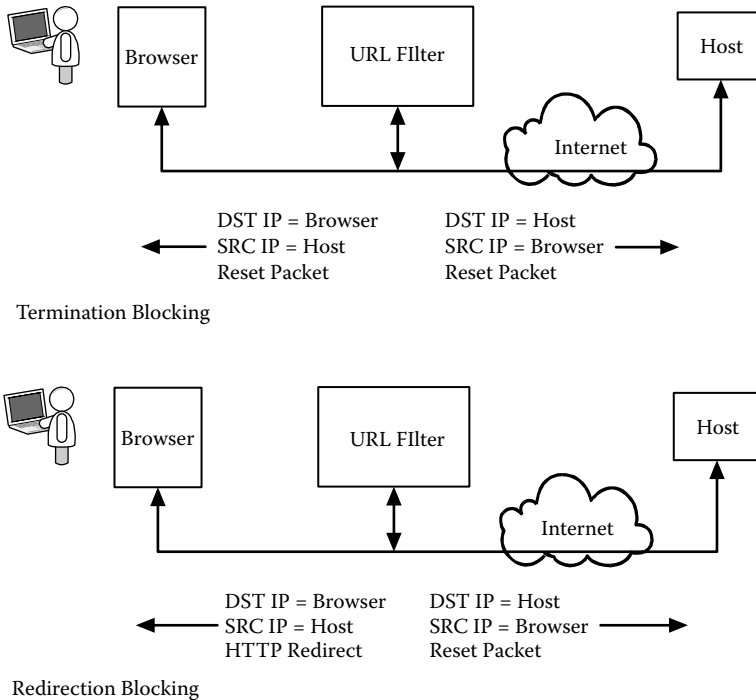 Browser
URL FIlter
Host
Internet
DST IP = Browser
SRC IP = Host
Reset Packet
DST IP = Host
SRC IP = Browser
Reset Packet
Termination Blocking
Browser
URL FIlter
Host
Internet
DST IP = Browser
SRC IP = Host
HTTP Redirect
DST IP = Host
SRC IP = Browser
Reset Packet
Redirection Blocking